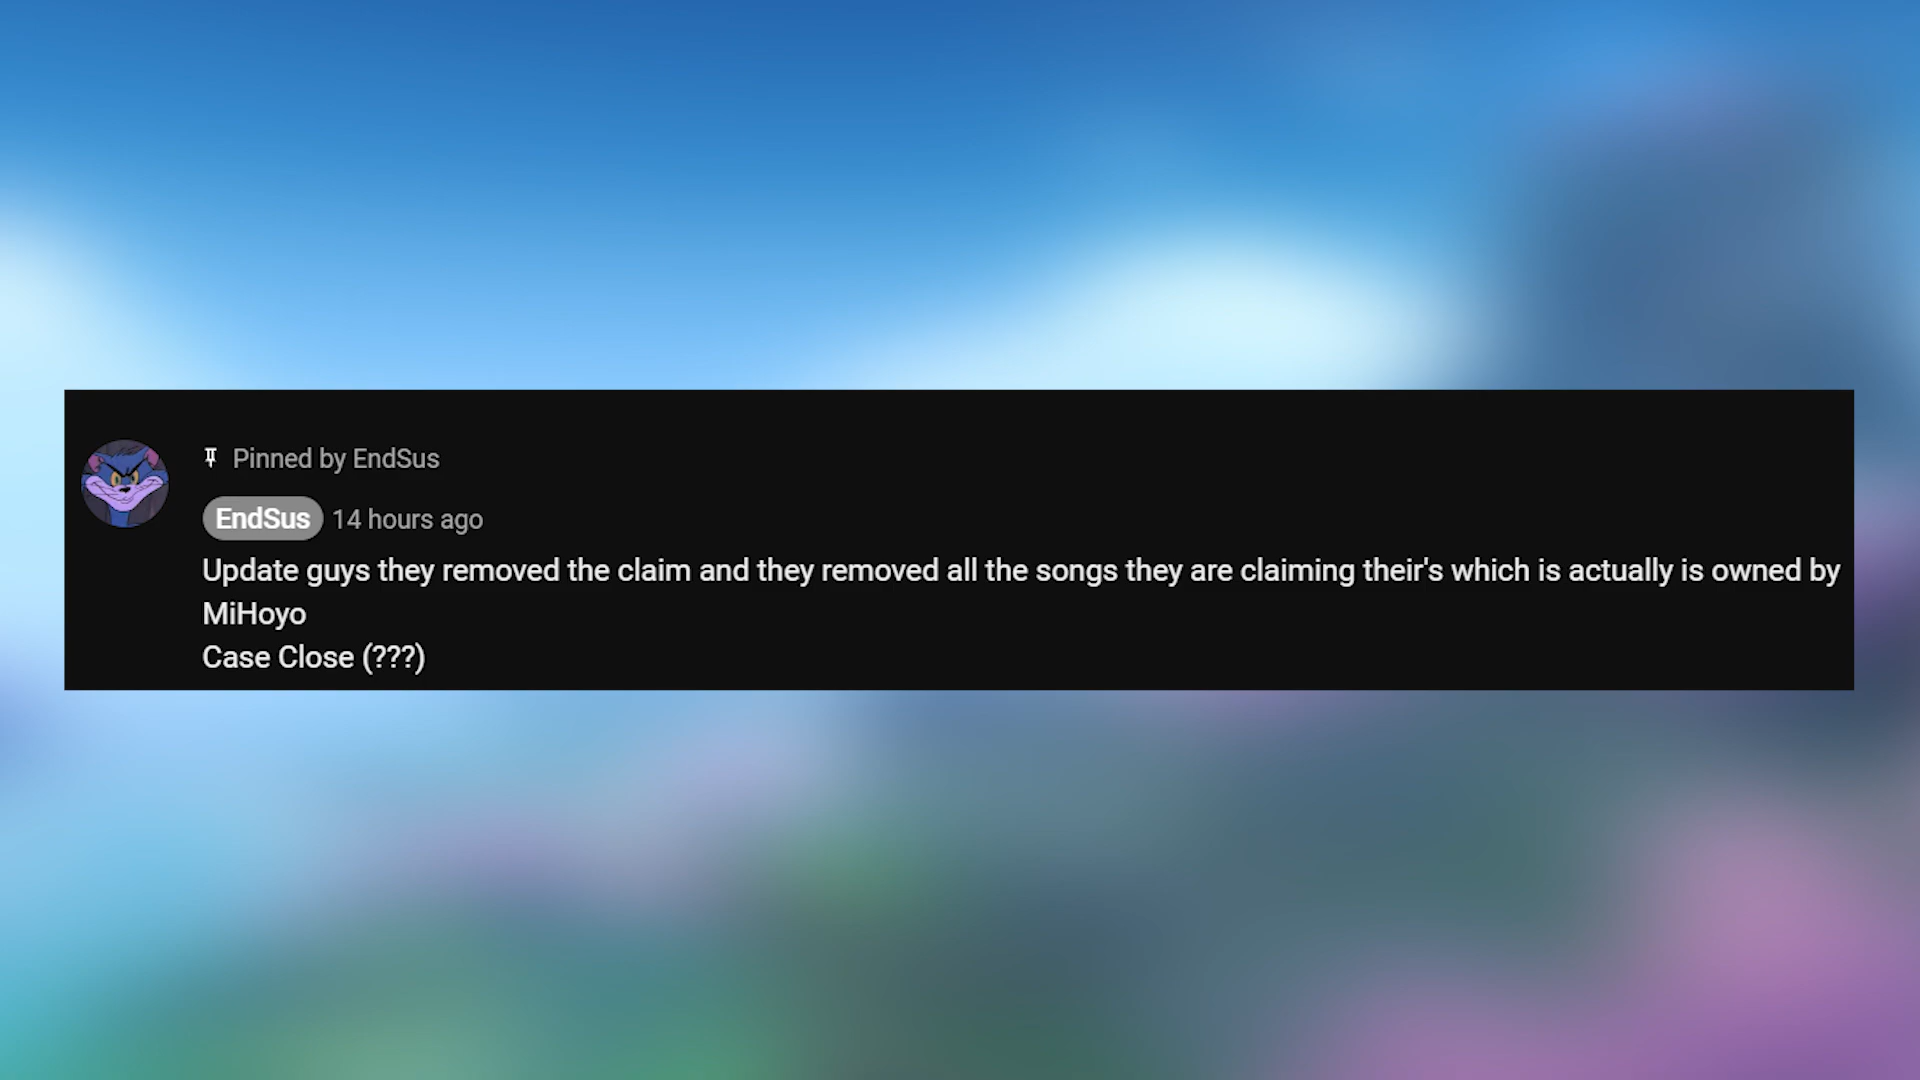 Pinned by EndSus
EndSus 14 hours ago
Update guys they removed the claim and they removed all the songs they are claiming their's which is actually is owned by
MiHoyo
Case Close (???)